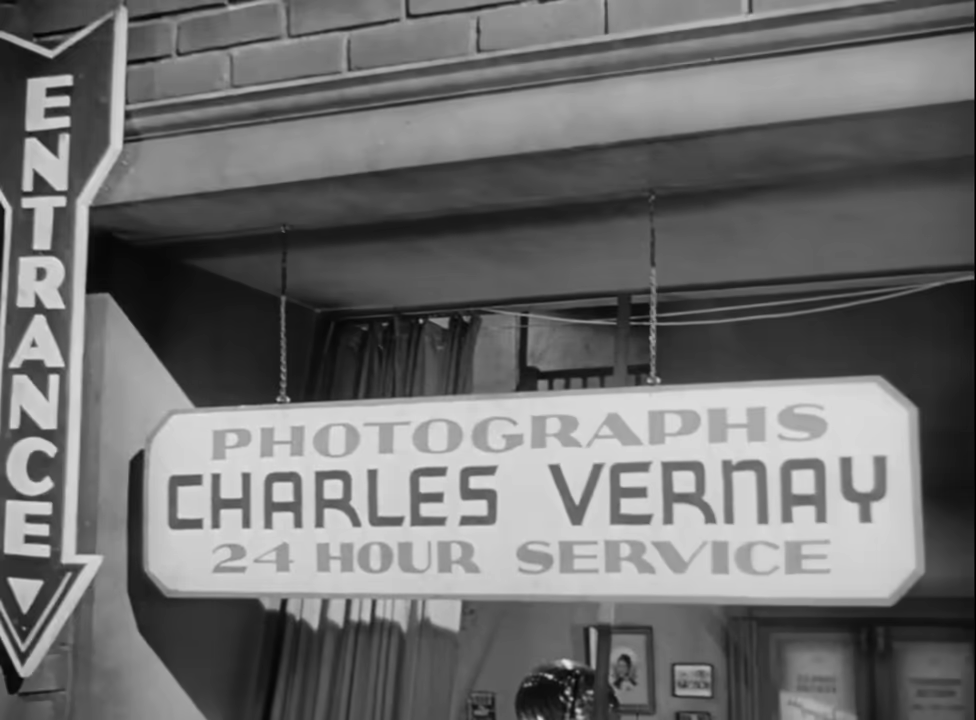 ENTRANCE
PHOTOGRAPHS
CHARLES VERNAY
24 HOUR SERVICE